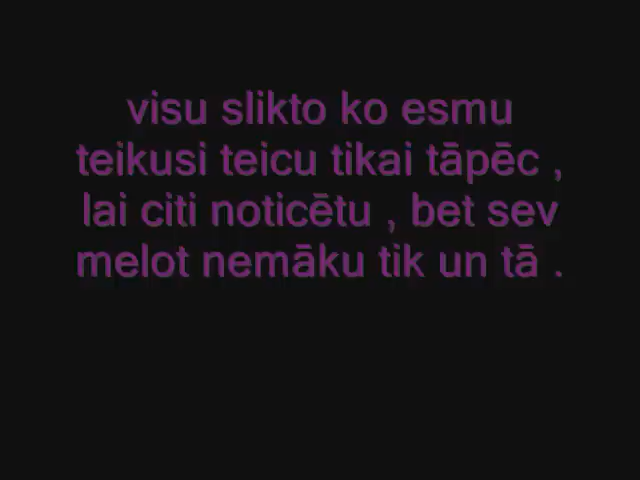 visu slikto ko esmu
teikusi teicu tikai tāpēc ,
lai citi noticētu , bet sev
melot nemāku tik un tā .